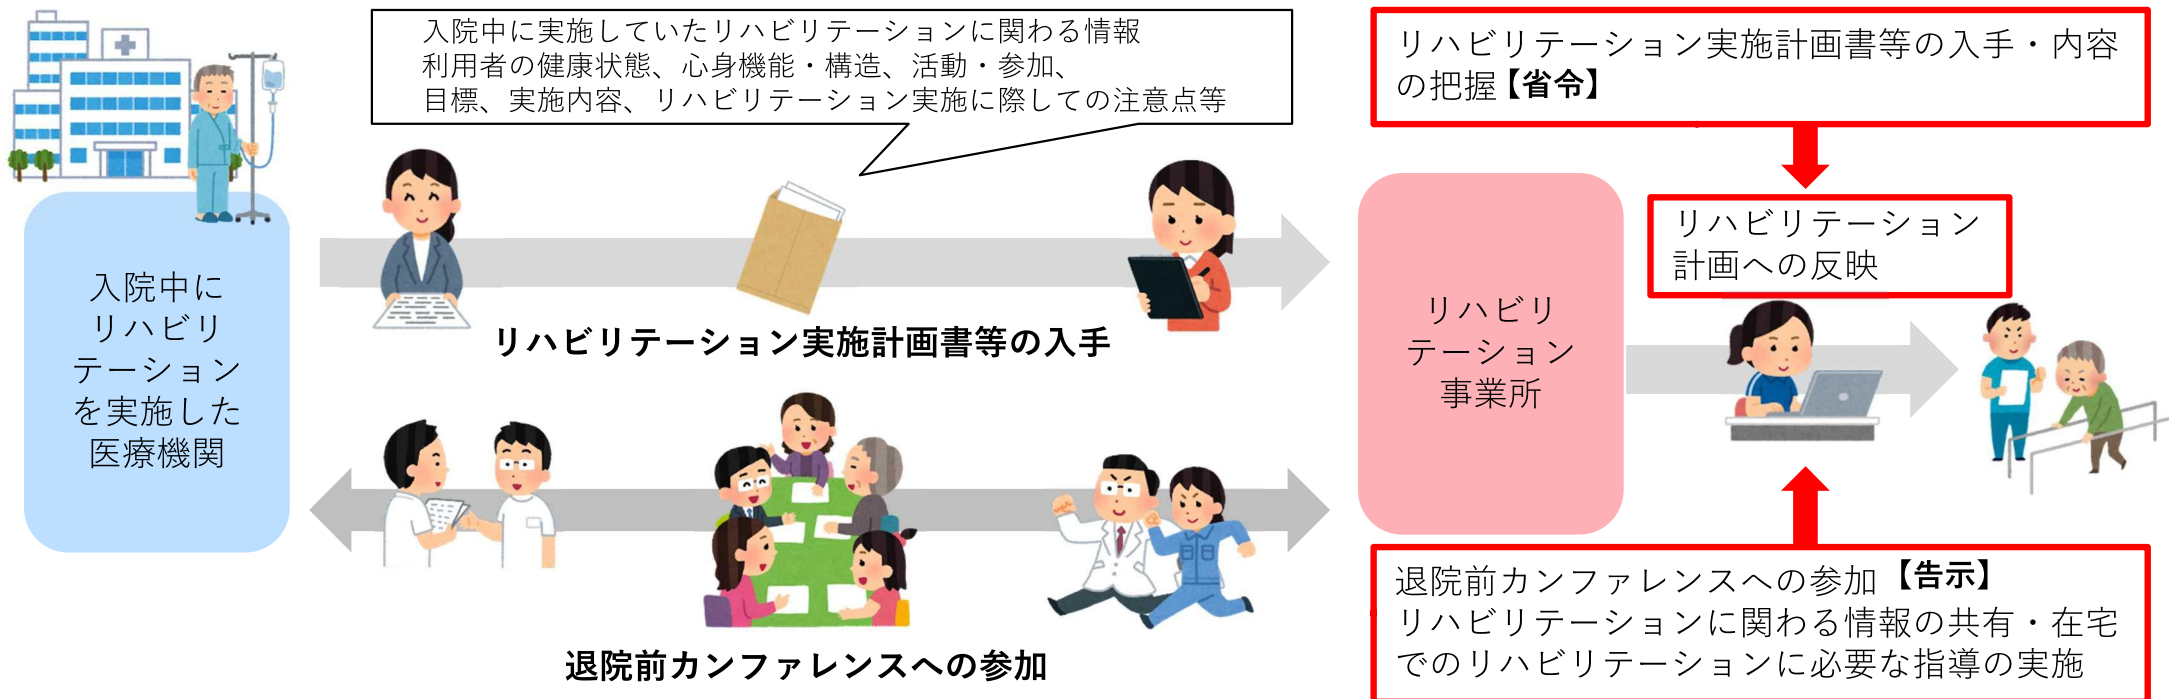 入院中に実施していたリハビリテーションに関わる情報
利用者の健康状態、心身機能・構造、活動・参加、
目標、実施内容、リハビリテーション実施に際しての注意点等
リハビリテーション実施計画書等の入手・内容
の把握【省令】
リハビリテーション
計画への反映
入院中に
リハビリ
テーション
を実施した
医療機関
リハビリテーション実施計画書等の入手
リハビリ
テーション
事業所
退院前カンファレンスへの参加
退院前カンファレンスへの参加【告示】
リハビリテーションに関わる情報の共有・在宅
でのリハビリテーションに必要な指導の実施